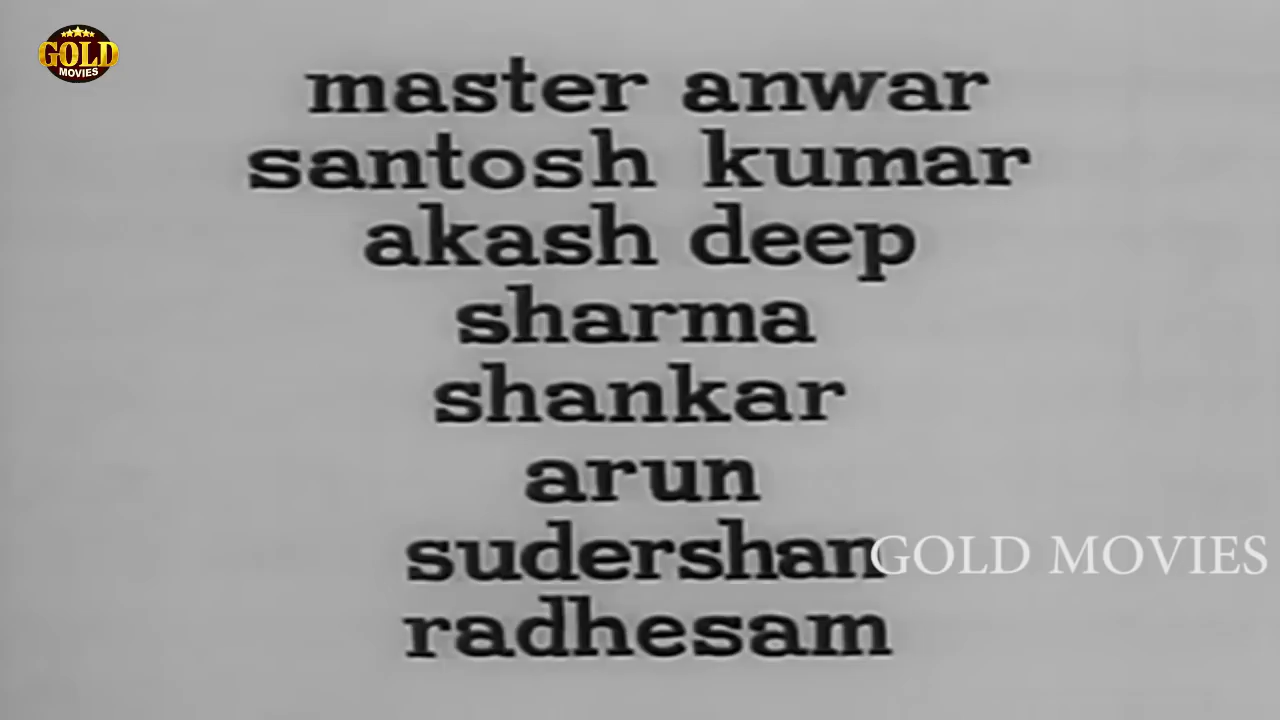 GOLD
MOVIES
master anwar
santosh kumar
akash deep
sharma
shankar
arun
sudershan
GOLD MOVIES
radhesam